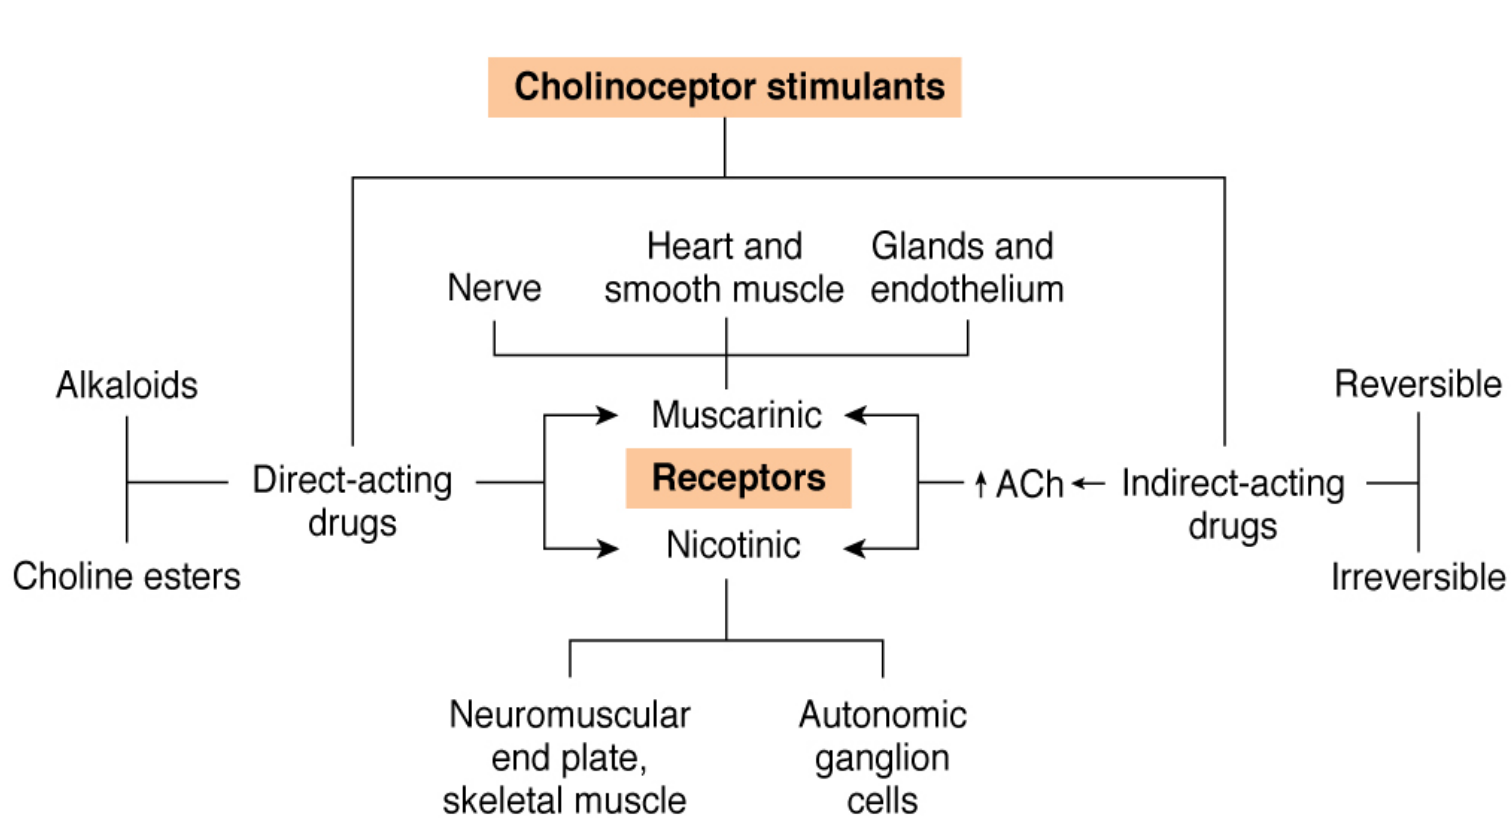 Cholinoceptor stimulants
Nerve
Heart and
smooth muscle
Glands and
endothelium
Alkaloids
Choline esters
Direct-acting
drugs
Muscarinic
Receptors
Nicotinic
↑ ACh
Indirect-acting
drugs
Reversible
Irreversible
Neuromuscular
end plate,
skeletal muscle
Autonomic
ganglion
cells